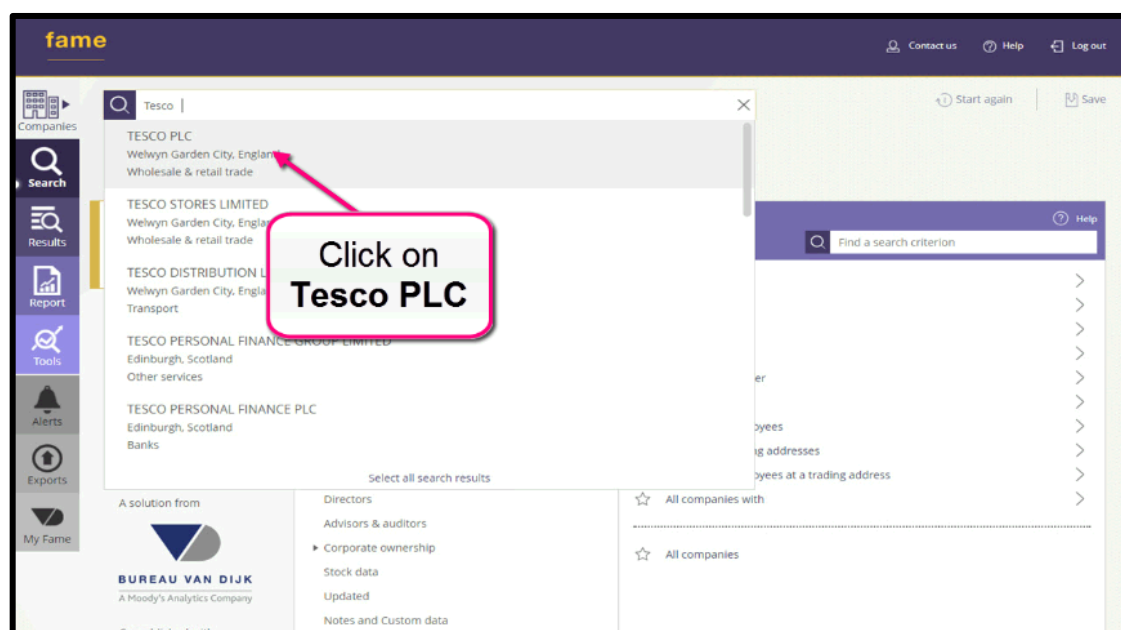 fame
Contact us
Help
Log out
Companies
Tesco
Start again
Save
TESCO PLC
Welwyn Garden City, England
Wholesale & retail trade
Search
TESCO STORES LIMITED
Welwyn Garden City, Engla
Wholesale & retail trade
Results
Help
Find a search criterion
Click on
Tesco PLC
TESCO DISTRIBUTION L
Welwyn Garden City, Engla
Transport
Report
TESCO PERSONAL FINANCE GROUP LIMITED
Edinburgh, Scotland
Other services
Tools
er
TESCO PERSONAL FINANCE PLC
Edinburgh, Scotland
Banks
Alerts
oyees
ng addresses
oyees at a trading address
Select all search results
Exports
A solution from
Directors
All companies with
Advisors & auditors
My Fame
Corporate ownership
All companies
Stock data
BUREAU VAN DIJK
A Moody's Analytics Company
Updated
Notes and Custom data